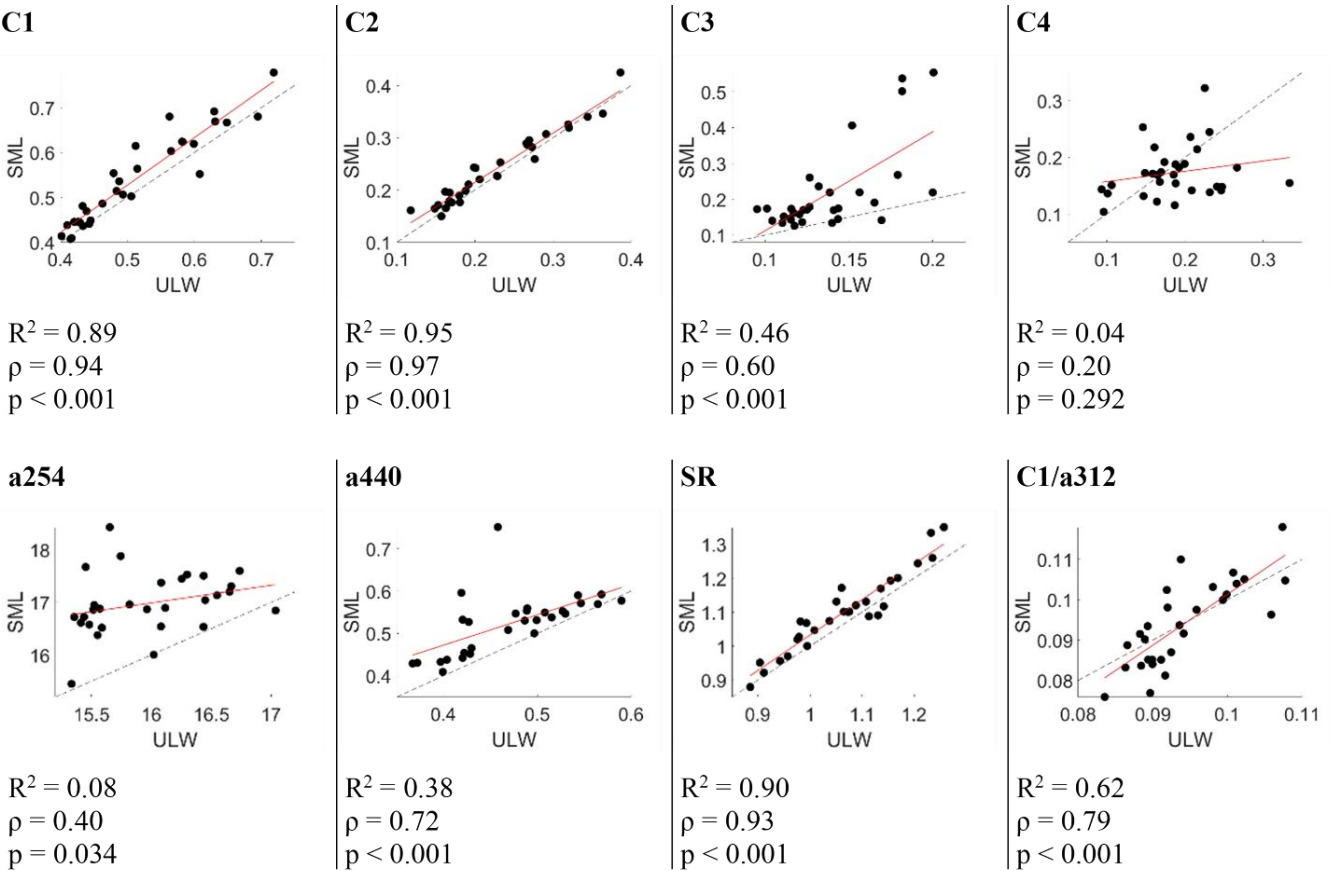 C1
0.7
0.6
0.5
0.4
SML
0.4 0.5 0.6 0.7
ULW
R² = 0.89
ρ = 0.94
p < 0.001
C2
0.4
0.3
0.2
0.1
SML
0.1 0.2 0.3 0.4
ULW
R² = 0.95
ρ = 0.97
p < 0.001
C3
0.5
0.4
0.3
0.2
0.1
SML
0.1 0.15 0.2
ULW
R² = 0.46
ρ = 0.60
p < 0.001
C4
0.3
0.2
0.1
SML
0.1 0.2 0.3
ULW
R² = 0.04
ρ = 0.20
p = 0.292
a254
18
17
16
SML
15.5 16 16.5 17
ULW
R² = 0.08
ρ = 0.40
p = 0.034
a440
0.7
0.6
0.5
0.4
SML
0.4 0.5 0.6
ULW
R² = 0.38
ρ = 0.72
p < 0.001
SR
1.3
1.2
1.1
1
0.9
SML
0.9 1 1.1 1.2
ULW
R² = 0.90
ρ = 0.93
p < 0.001
C1/a312
0.11
0.1
0.09
0.08
SML
0.08 0.09 0.1 0.11
ULW
R² = 0.62
ρ = 0.79
p < 0.001